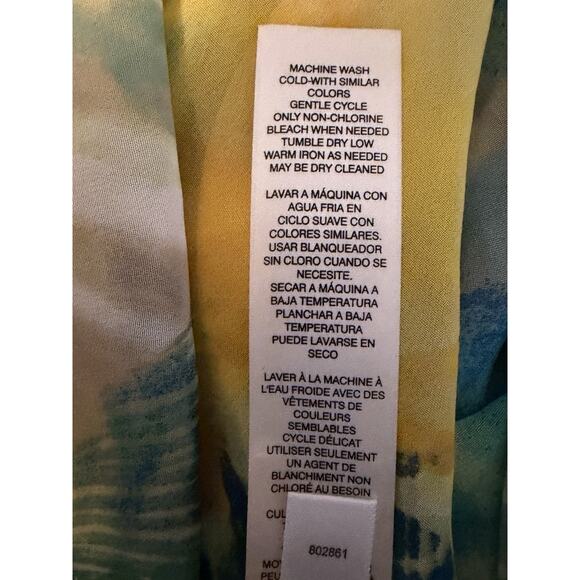 MACHINE WASH
COLD-WITH SIMILAR
COLORS
GENTLE CYCLE
ONLY NON-CHLORINE
BLEACH WHEN NEEDED
TUMBLE DRY LOW
WARM IRON AS NEEDED
MAY BE DRY CLEANED
LAVAR A MÁQUINA CON
AGUA FRIA EN
CICLO SUAVE CON
COLORES SIMILARES.
USAR BLANQUEADOR
SIN CLORO CUANDO SE
NECESITE.
SECAR A MÁQUINA A
BAJA TEMPERATURA
PLANCHAR A BAJA
TEMPERATURA
PUEDE LAVARSE EN
SECO
LAVER À LA MACHINE À
L'EAU FROIDE AVEC DES
VÊTEMENTS DE
COULEURS
SEMBLABLES
CYCLE DÉLICAT
UTILISER SEULEMENT
UN AGENT DE
BLANCHIMENT NON
CHLORÉ AU BESOIN
802861